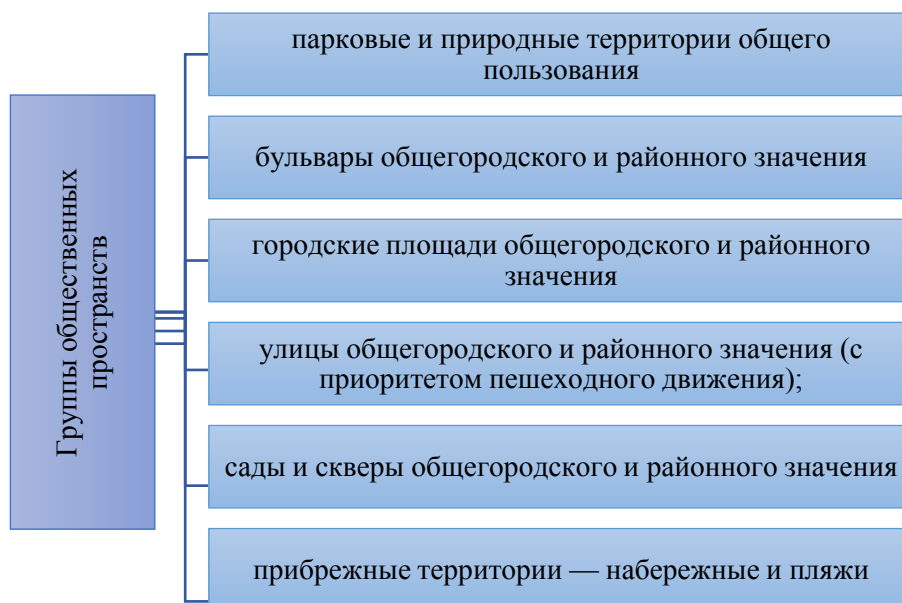 Группы общественных
пространств
парковые и природные территории общего
пользования
бульвары общегородского и районного значения
городские площади общегородского и районного
значения
улицы общегородского и районного значения (с
приоритетом пешеходного движения);
сады и скверы общегородского и районного значения
прибрежные территории — набережные и пляжи